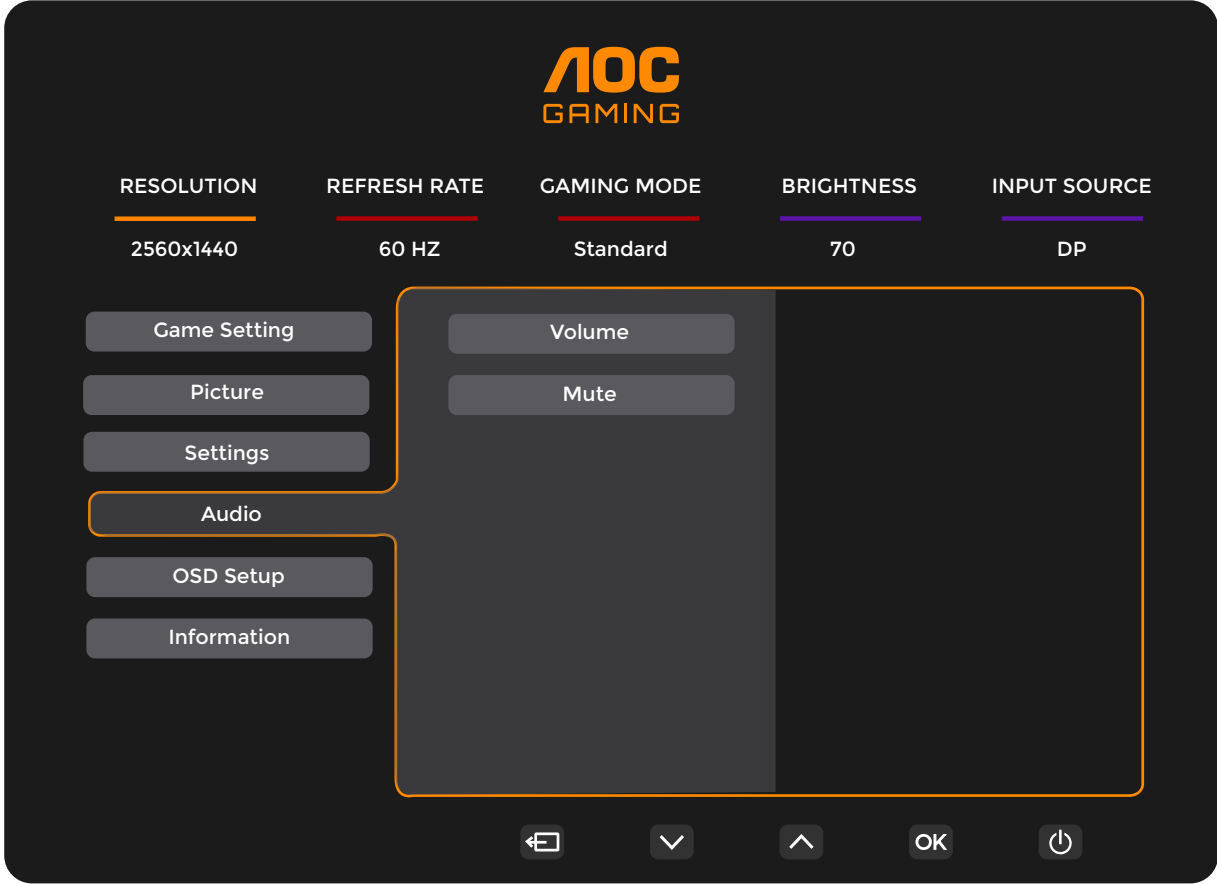 AOC
GAMING
RESOLUTION REFRESH RATE GAMING MODE BRIGHTNESS INPUT SOURCE
2560x1440 60 HZ Standard 70 DP
Game Setting Volume
Picture Mute
Settings
Audio
OSD Setup
Information
OK